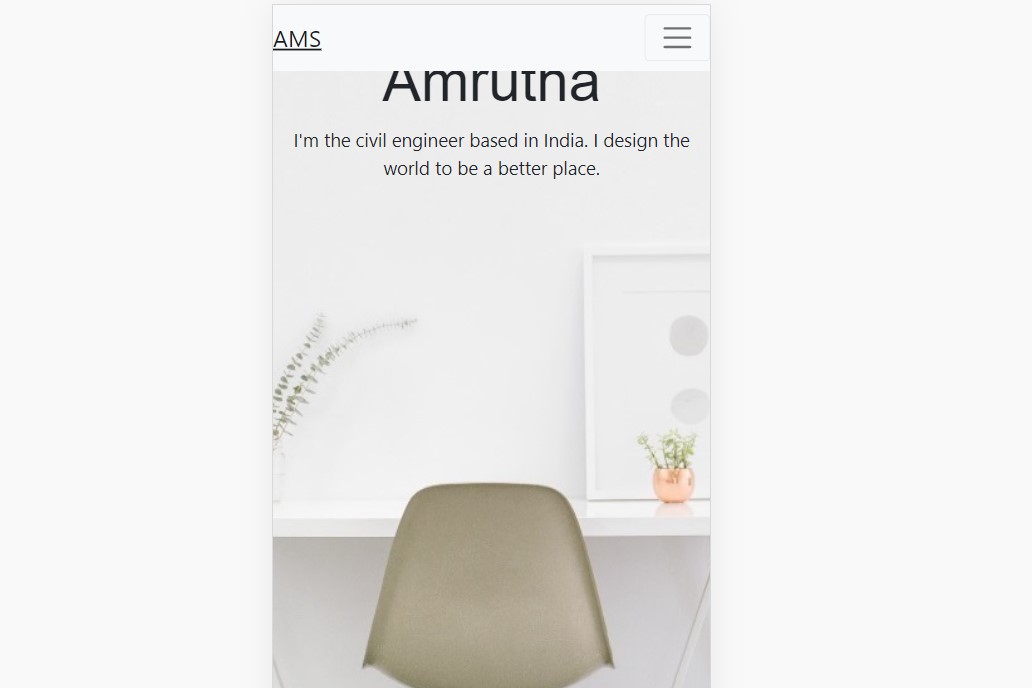 AMS
Amrutha
I'm the civil engineer based in India. I design the
world to be a better place.